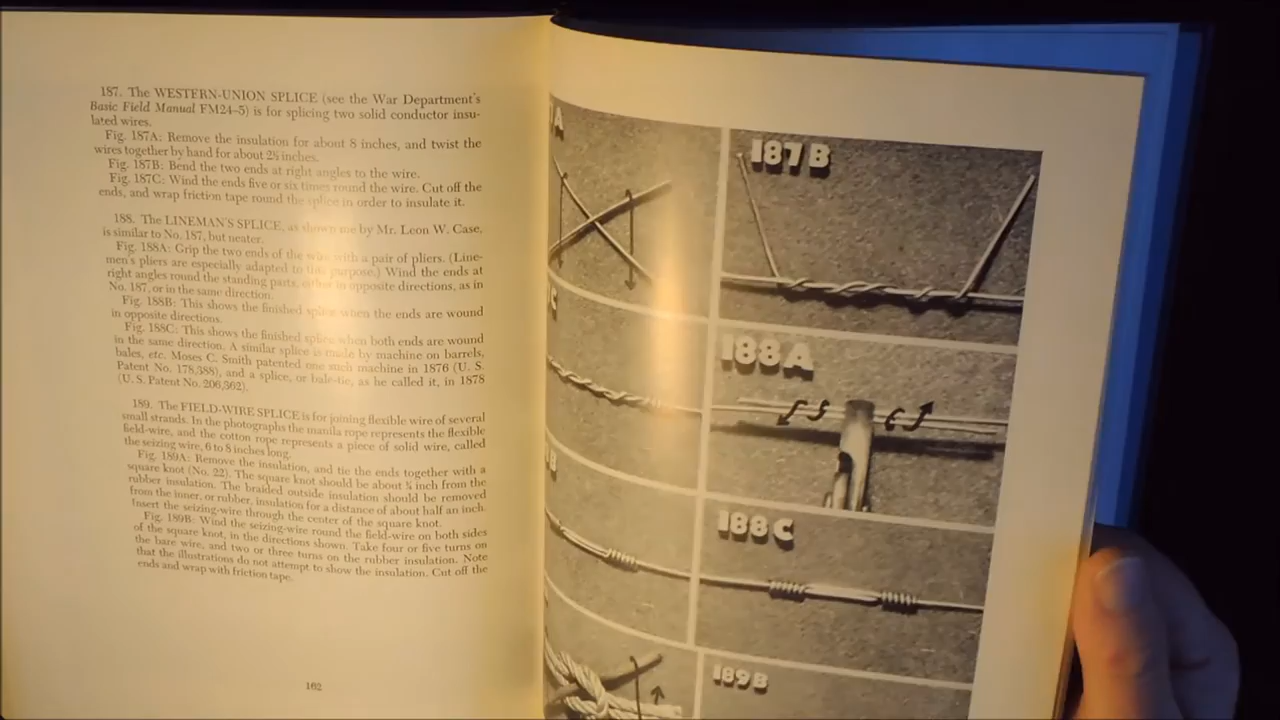 187. The WESTERN-UNION SPLICE (see the War Department's
Basic Field Manual FM24-5) is for splicing two solid conductor insu-
lated wires.
Fig. 187A: Remove the insulation for about 8 inches, and twist the
wires together by hand for about 2½ inches.
Fig. 187B: Bend the two ends at right angles to the wire.
Fig. 187C: Wind the ends five or six times round the wire. Cut off the
ends, and wrap friction tape round the splice in order to insulate it.
188. The LINEMAN'S SPLICE, as shown me by Mr. Leon W. Case,
is similar to No. 187, but neater.
Fig. 188A: Grip the two ends of the wire with a pair of pliers. (Line-
men's pliers are especially adapted to this purpose.) Wind the ends at
right angles round the standing parts, either in opposite directions, as in
No. 187, or in the same direction.
Fig. 188B: This shows the finished splice when the ends are wound
in opposite directions.
Fig. 188C: This shows the finished splice when both ends are wound
in the same direction. A similar splice is made by machine on barrels,
bales, etc. Moses C. Smith patented one such machine in 1876 (U. S.
Patent No. 178,388), and a splice, or bale-tie, as he called it, in 1878
(U. S. Patent No. 206,362).
189. The FIELD-WIRE SPLICE is for joining flexible wire of several
small strands. In the photographs the manila rope represents the flexible
field-wire, and the cotton rope represents a piece of solid wire, called
the seizing wire, 6 to 8 inches long.
Fig. 189A: Remove the insulation, and tie the ends together with a
square knot (No. 22). The square knot should be about ¼ inch from the
rubber insulation. The braided outside insulation should be removed
from the inner, or rubber, insulation for a distance of about half an inch.
Insert the seizing-wire through the center of the square knot.
Fig. 189B: Wind the seizing-wire round the field-wire on both sides
of the square knot, in the directions shown. Take four or five turns on
the bare wire, and two or three turns on the rubber insulation. Note
that the illustrations do not attempt to show the insulation. Cut off the
ends and wrap with friction tape.
162
A
187B
C
188A
B
188C
189B